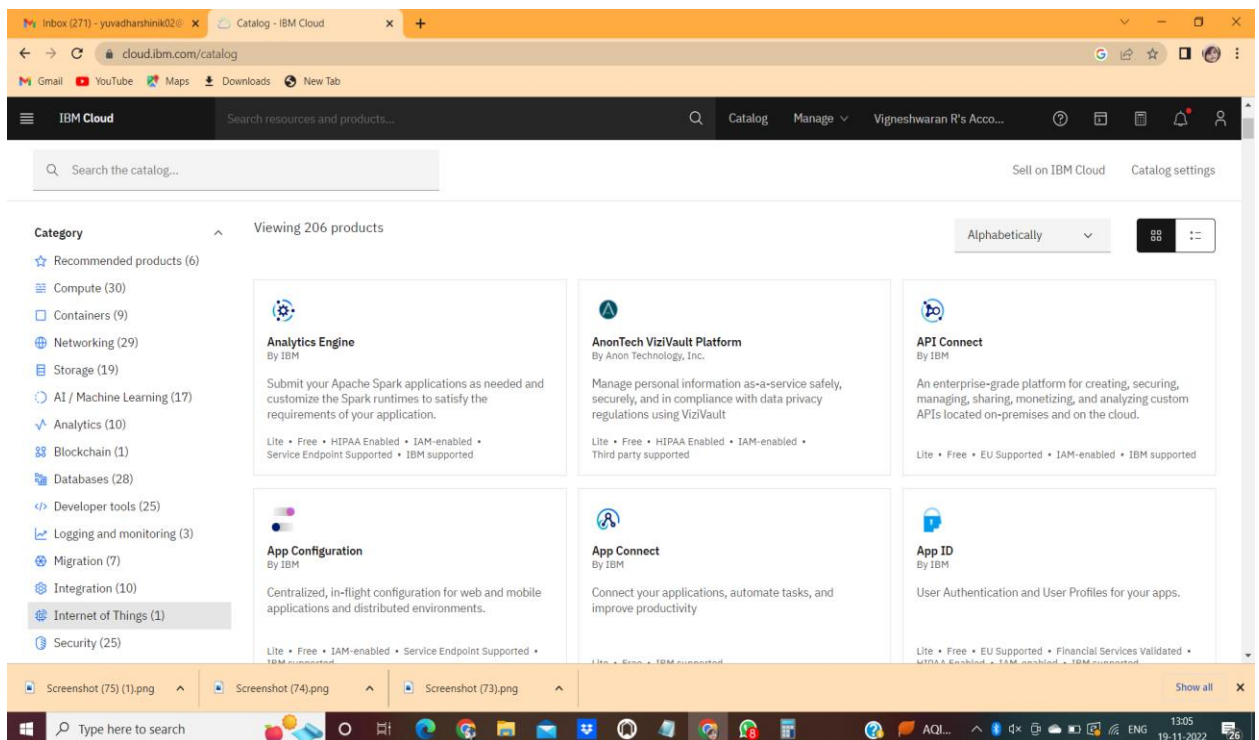 Inbox (271) - yuvadharshinik02@
Catalog - IBM Cloud
cloud.ibm.com/catalog
Gmail YouTube Maps Downloads New Tab
IBM Cloud
Search resources and products...
Catalog Manage Vigneshwaran R's Acco...
Search the catalog...
Sell on IBM Cloud Catalog settings
Category
Recommended products (6)
Compute (30)
Containers (9)
Networking (29)
Storage (19)
AI / Machine Learning (17)
Analytics (10)
Blockchain (1)
Databases (28)
Developer tools (25)
Logging and monitoring (3)
Migration (7)
Integration (10)
Internet of Things (1)
Security (25)
Viewing 206 products
Alphabetically
Analytics Engine
By IBM
Submit your Apache Spark applications as needed and
customize the Spark runtimes to satisfy the
requirements of your application.
Lite • Free • HIPAA Enabled • IAM-enabled •
Service Endpoint Supported • IBM supported
AnonTech ViziVault Platform
By Anon Technology, Inc.
Manage personal information as-a-service safely,
securely, and in compliance with data privacy
regulations using ViziVault
Lite • Free • HIPAA Enabled • IAM-enabled •
Third party supported
API Connect
By IBM
An enterprise-grade platform for creating, securing,
managing, sharing, monetizing, and analyzing custom
APIs located on-premises and on the cloud.
Lite • Free • EU Supported • IAM-enabled • IBM supported
App Configuration
By IBM
Centralized, in-flight configuration for web and mobile
applications and distributed environments.
Lite • Free • IAM-enabled • Service Endpoint Supported •
IBM supported
App Connect
By IBM
Connect your applications, automate tasks, and
improve productivity
Lite • Free • IBM supported
App ID
By IBM
User Authentication and User Profiles for your apps.
Lite • Free • EU Supported • Financial Services Validated •
HIPAA Enabled • IAM-enabled • IBM supported
Screenshot (75) (1).png
Screenshot (74).png
Screenshot (73).png
Show all
Type here to search
AQI...
ENG
13:05
19-11-2022
26